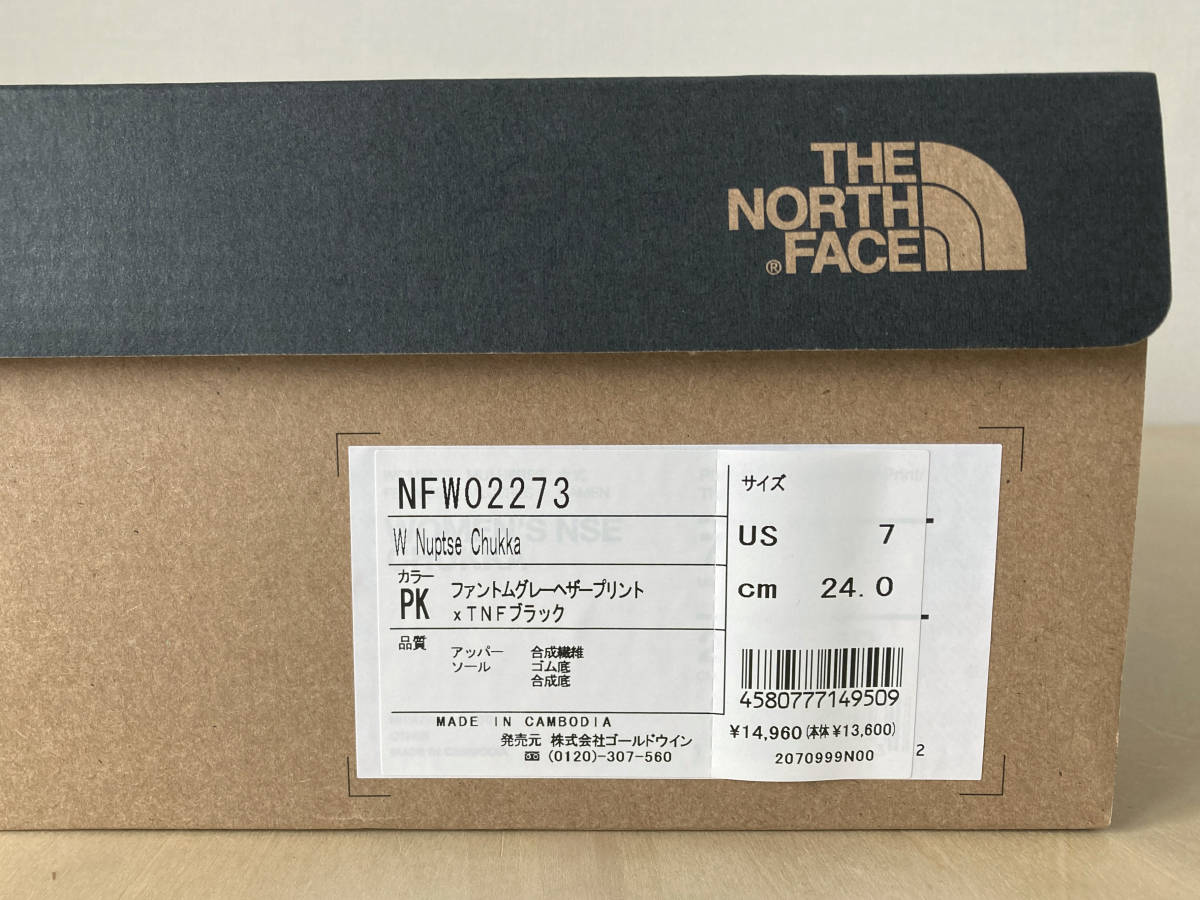 THE
NORTH
FACE
®
NFW02273
W Nuptse Chukka
カラー
PK
ファントムグレーヘザープリント
xTNFブラック
品質
アッパー 合成繊維
ソール ゴム底
合成底
MADE IN CAMBODIA
発売元 株式会社ゴールドウイン
(0120)-307-560
サイズ
US 7
cm 24.0
4580777149509
¥14,960(本体 ¥13,600)
2070999N00
2
WOMEN'S NSE